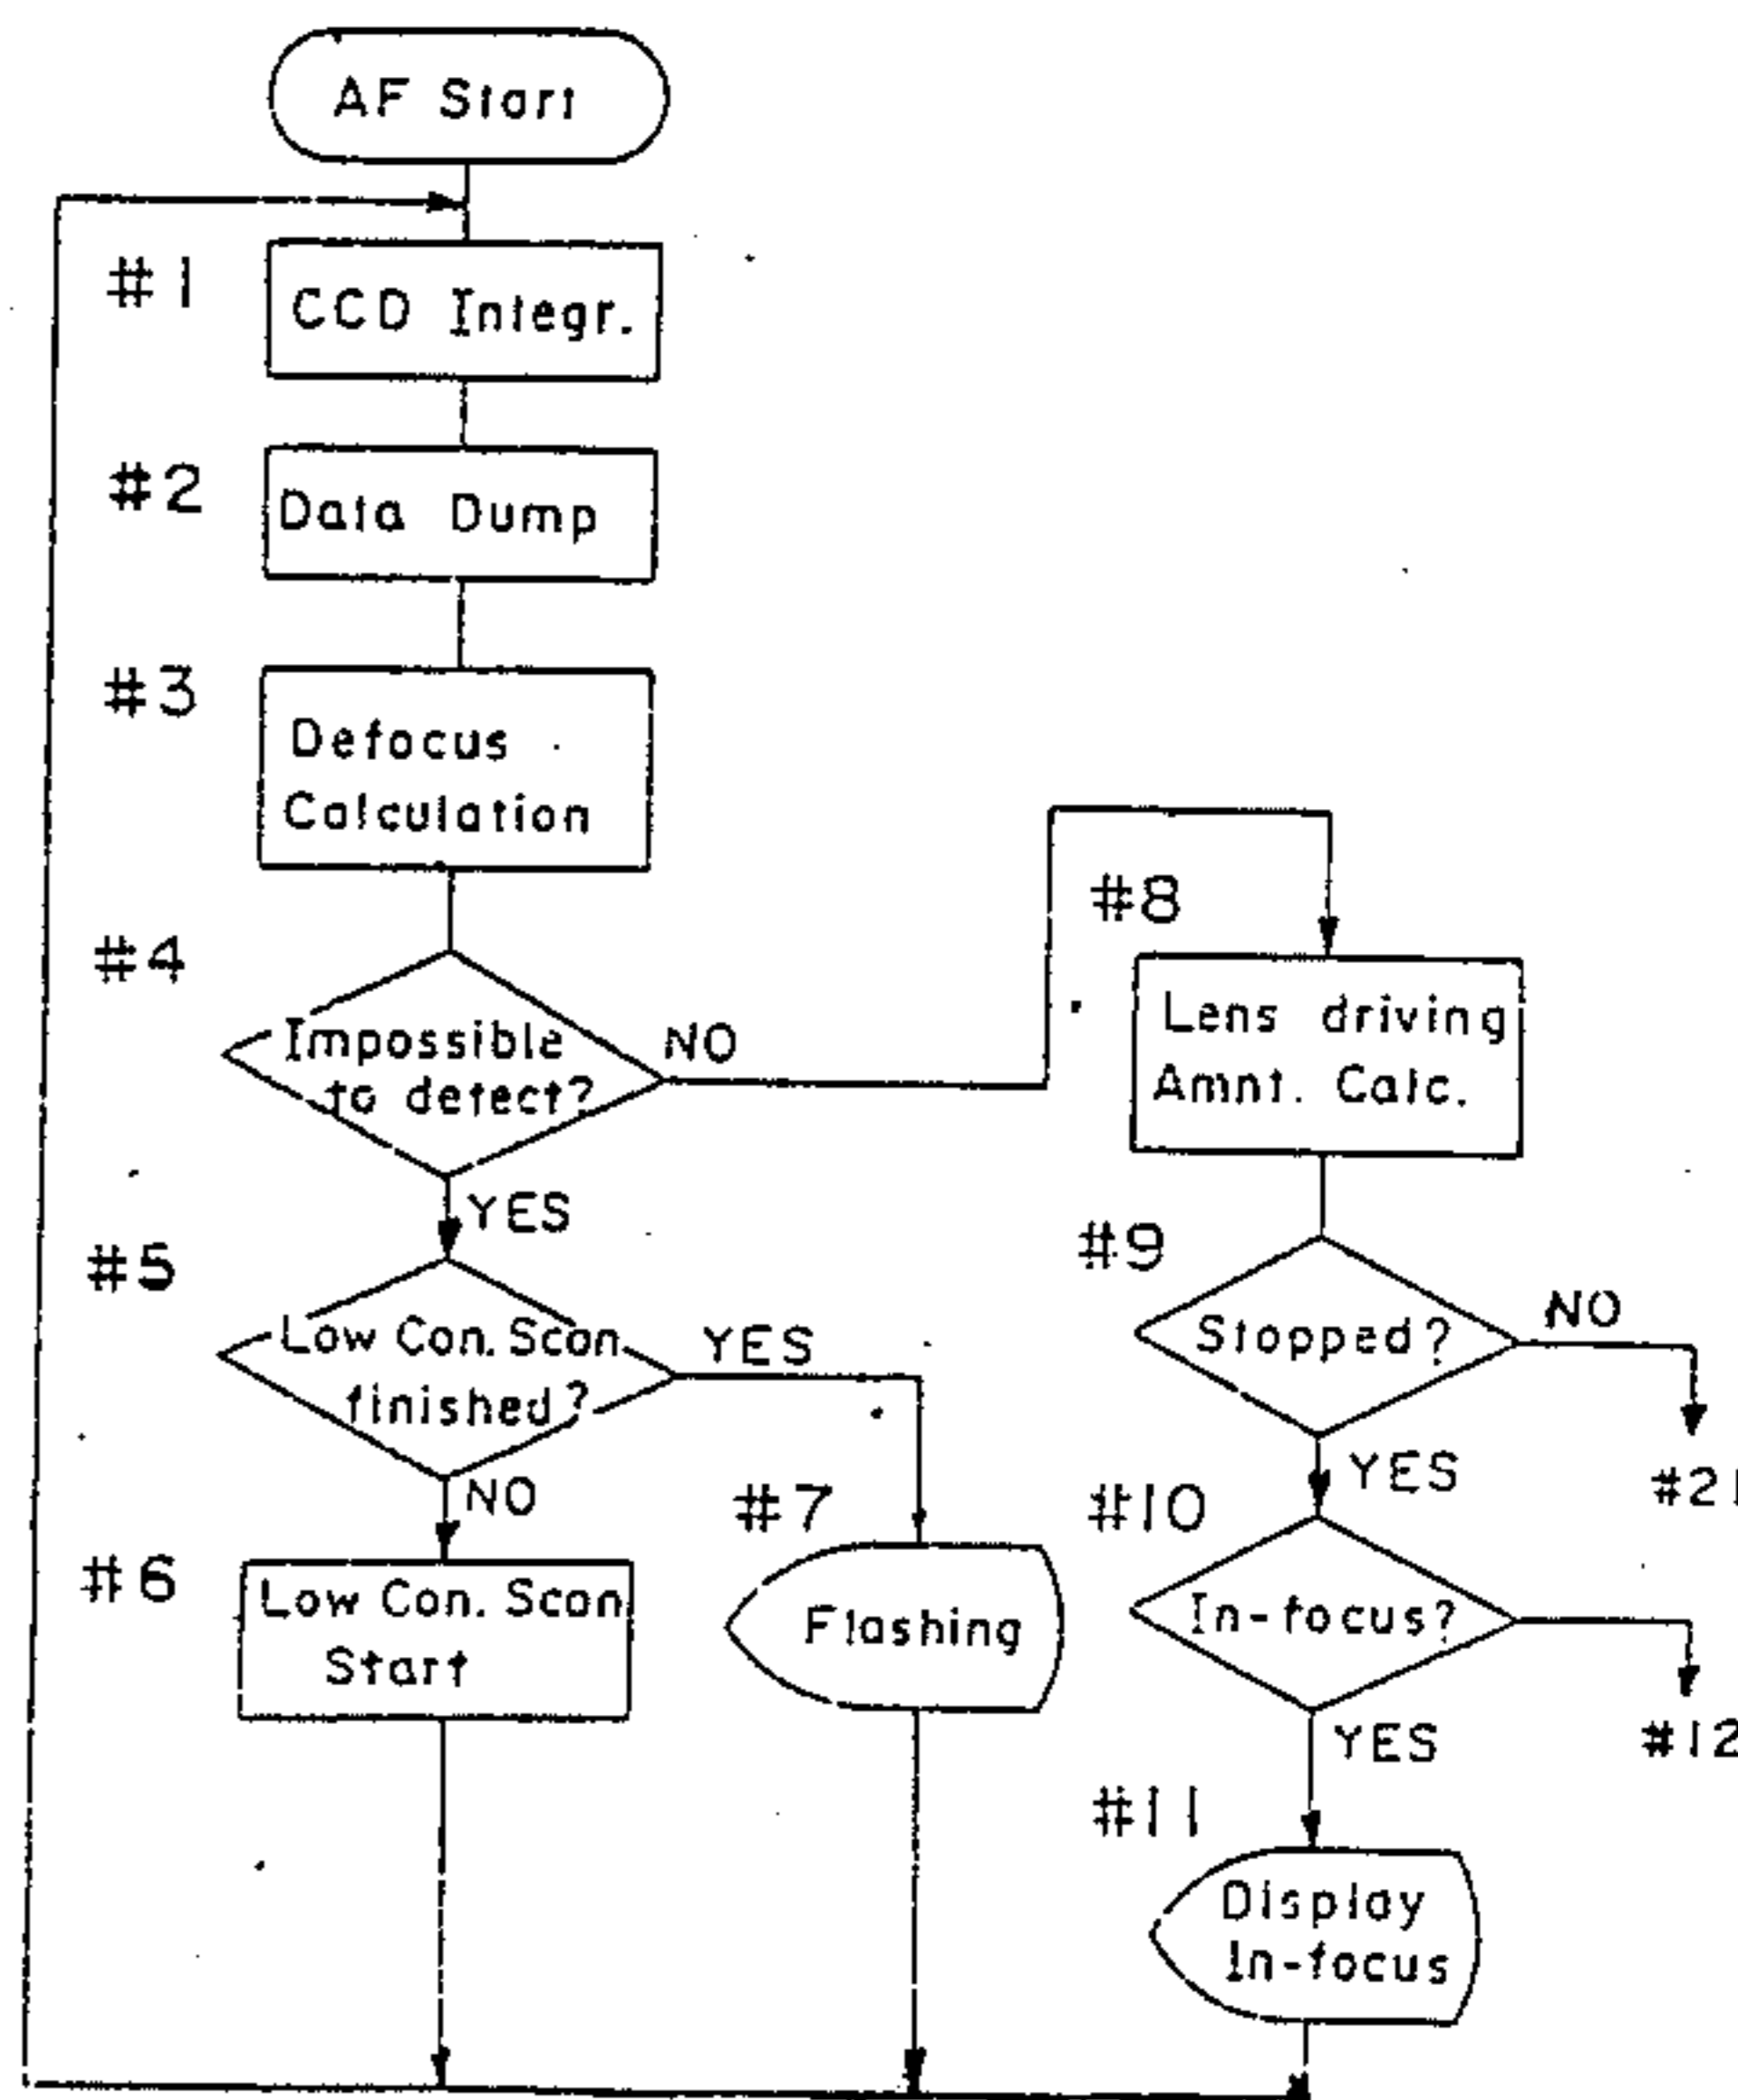 AF Start
#1
CCD Integr.
#2
Data Dump
#3
Defocus
Calculation
#4
Impossible
to detect?
NO
YES
#5
Low Con. Scan
finished?
YES
NO
#6
Low Con. Scan
Start
#7
Flashing
#8
Lens driving
Amnt. Calc.
#9
Stopped?
NO
#21
YES
#10
In-focus?
#12
YES
#11
Display
In-focus